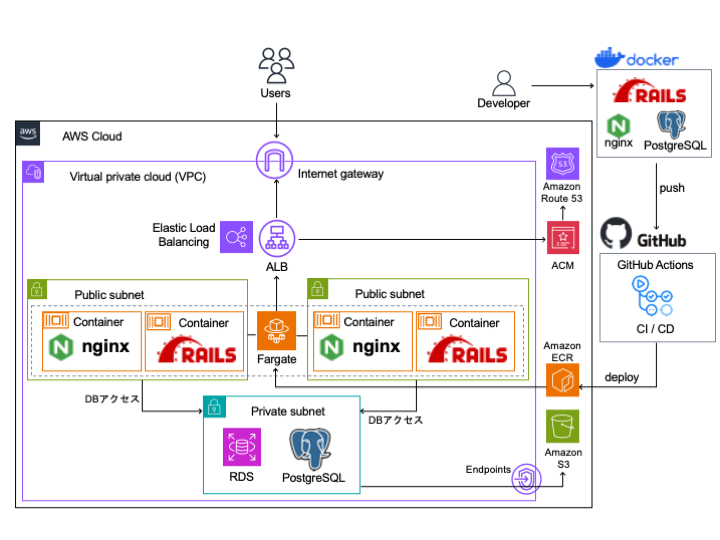 docker
RAILS
nginx
PostgreSQL
Users
Developer
aws
AWS Cloud
push
Virtual private cloud (VPC)
Internet gateway
53
Amazon
Route 53
Elastic Load
Balancing
ALB
ACM
GitHub
GitHub Actions
CI / CD
Public subnet
Public subnet
Container
nginx
Container
RAILS
Fargate
Container
nginx
Container
RAILS
Amazon
ECR
deploy
DBアクセス
DBアクセス
Private subnet
RDS
PostgreSQL
Endpoints
Amazon
S3